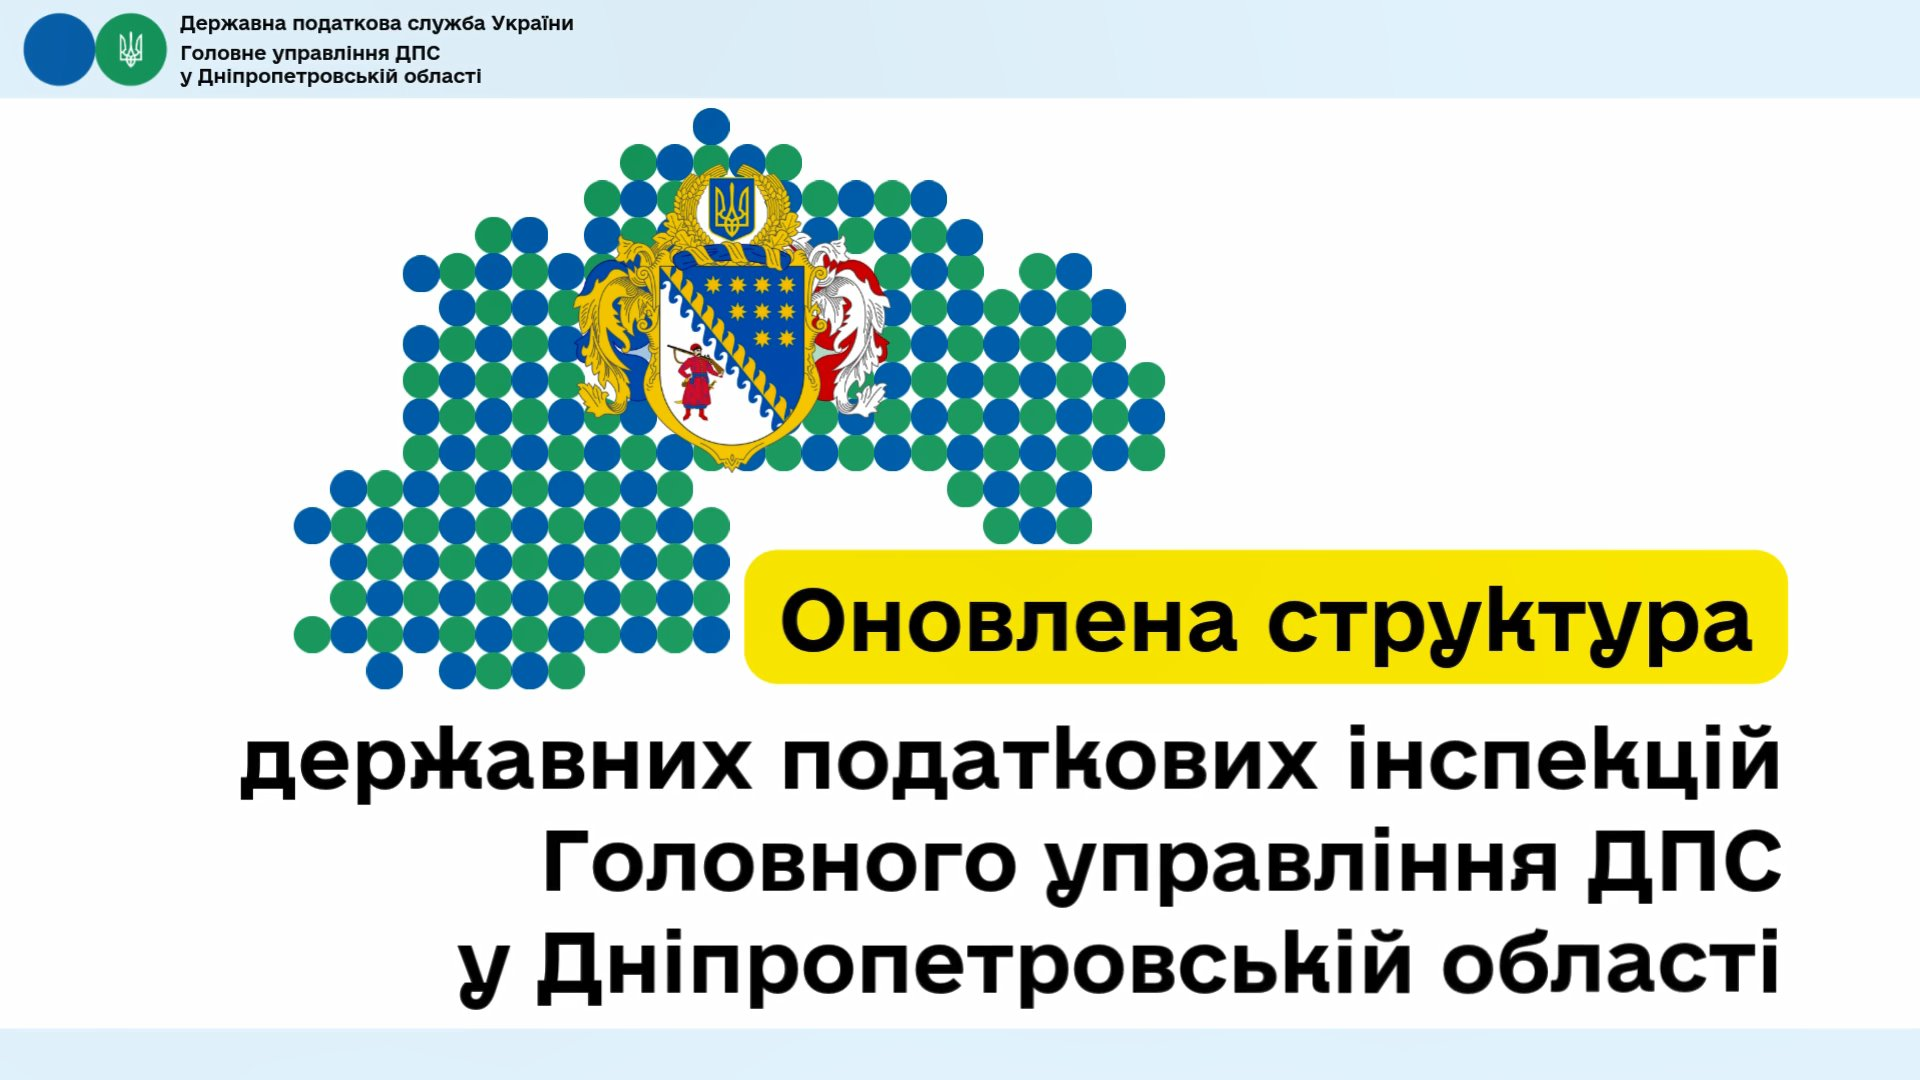 Державна податкова служба України
Головне управління ДПС
у Дніпропетровській області
Оновлена структура
державних податкових інспекцій
Головного управління ДПС
у Дніпропетровській області